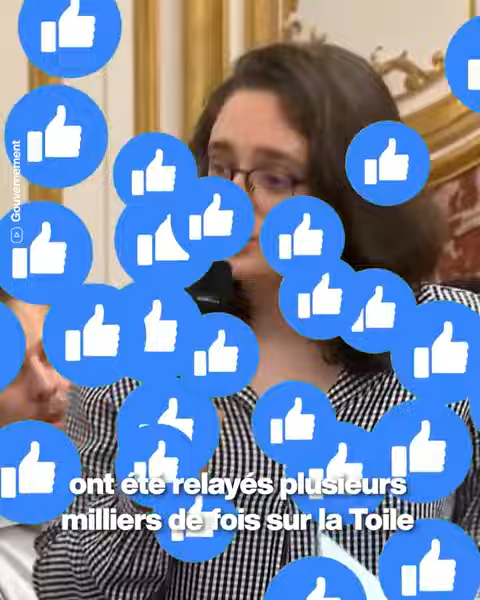 Gouvernement
ont été relayés plusieurs
milliers de fois sur la Toile